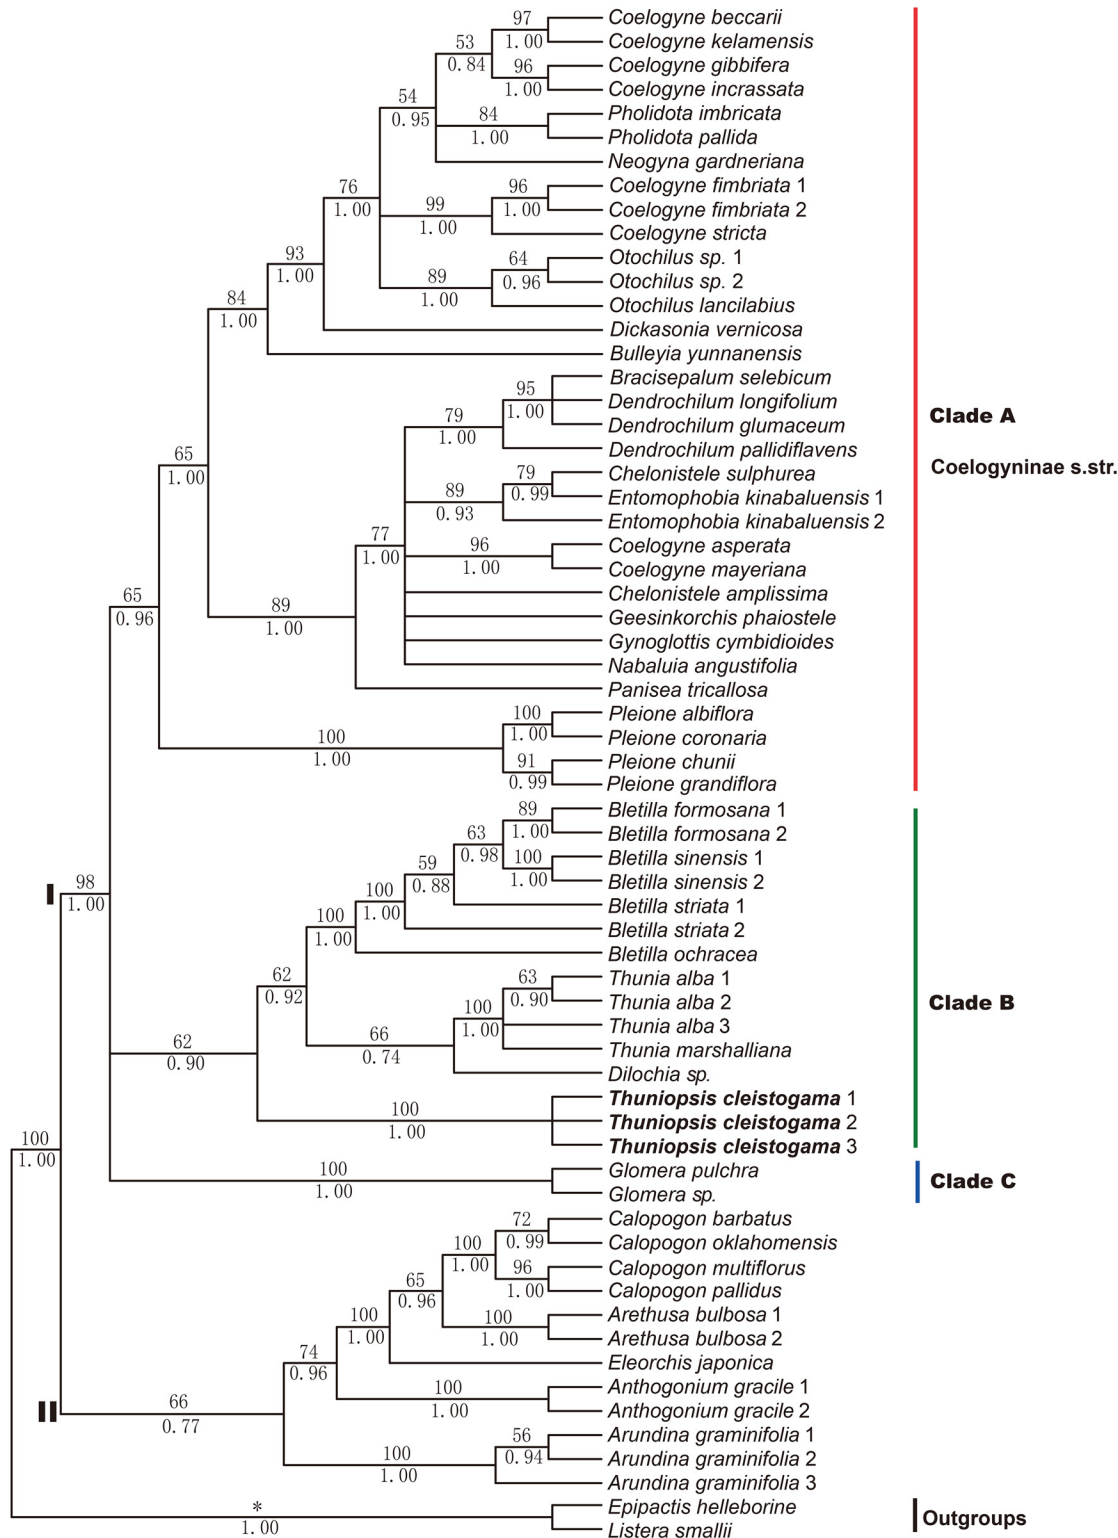 97
Coelogyne beccarii
1.00
Coelogyne kelamensis
53
0.84
96
Coelogyne gibbifera
1.00
Coelogyne incrassata
54
0.95
84
Pholidota imbricata
1.00
Pholidota pallida
Neogyna gardneriana
76
1.00
99
1.00
96
Coelogyne fimbriata 1
1.00
Coelogyne fimbriata 2
Coelogyne stricta
93
1.00
89
1.00
64
Otochilus sp. 1
0.96
Otochilus sp. 2
Otochilus lancilabius
84
1.00
Dickasonia vernicosa
Bulleyia yunnanensis
95
Bracisepalum selebicum
1.00
Dendrochilum longifolium
79
1.00
Dendrochilum glumaceum
Dendrochilum pallidiflavens
Clade A
Coelogyninae s.str.
65
1.00
79
Chelonistele sulphurea
89
0.93
0.99
Entomophobia kinabaluensis 1
Entomophobia kinabaluensis 2
77
1.00
96
Coelogyne asperata
1.00
Coelogyne mayeriana
Chelonistele amplissima
65
0.96
89
1.00
Geesinkorchis phaiostele
Gynoglottis cymbidioides
Nabaluia angustifolia
Panisea tricallosa
100
Pleione albiflora
1.00
Pleione coronaria
100
1.00
91
Pleione chunii
0.99
Pleione grandiflora
89
Bletilla formosana 1
1.00
Bletilla formosana 2
63
0.98
100
Bletilla sinensis 1
1.00
Bletilla sinensis 2
59
0.88
I
98
1.00
100
1.00
Bletilla striata 1
Bletilla striata 2
100
1.00
Bletilla ochracea
62
0.92
63
Thunia alba 1
0.90
Thunia alba 2
100
1.00
Thunia alba 3
Thunia marshalliana
66
0.74
Dilochia sp.
Clade B
62
0.90
Thuniopsis cleistogama 1
100
1.00
Thuniopsis cleistogama 2
Thuniopsis cleistogama 3
100
1.00
100
1.00
Glomera pulchra
Glomera sp.
Clade C
72
Calopogon barbatus
0.99
Calopogon oklahomensis
100
1.00
96
Calopogon multiflorus
1.00
Calopogon pallidus
65
0.96
100
Arethusa bulbosa 1
1.00
Arethusa bulbosa 2
100
1.00
Eleorchis japonica
74
0.96
100
Anthogonium gracile 1
1.00
Anthogonium gracile 2
II
66
0.77
56
Arundina graminifolia 1
0.94
Arundina graminifolia 2
100
1.00
Arundina graminifolia 3
*
1.00
Epipactis helleborine
Listera smallii
Outgroups